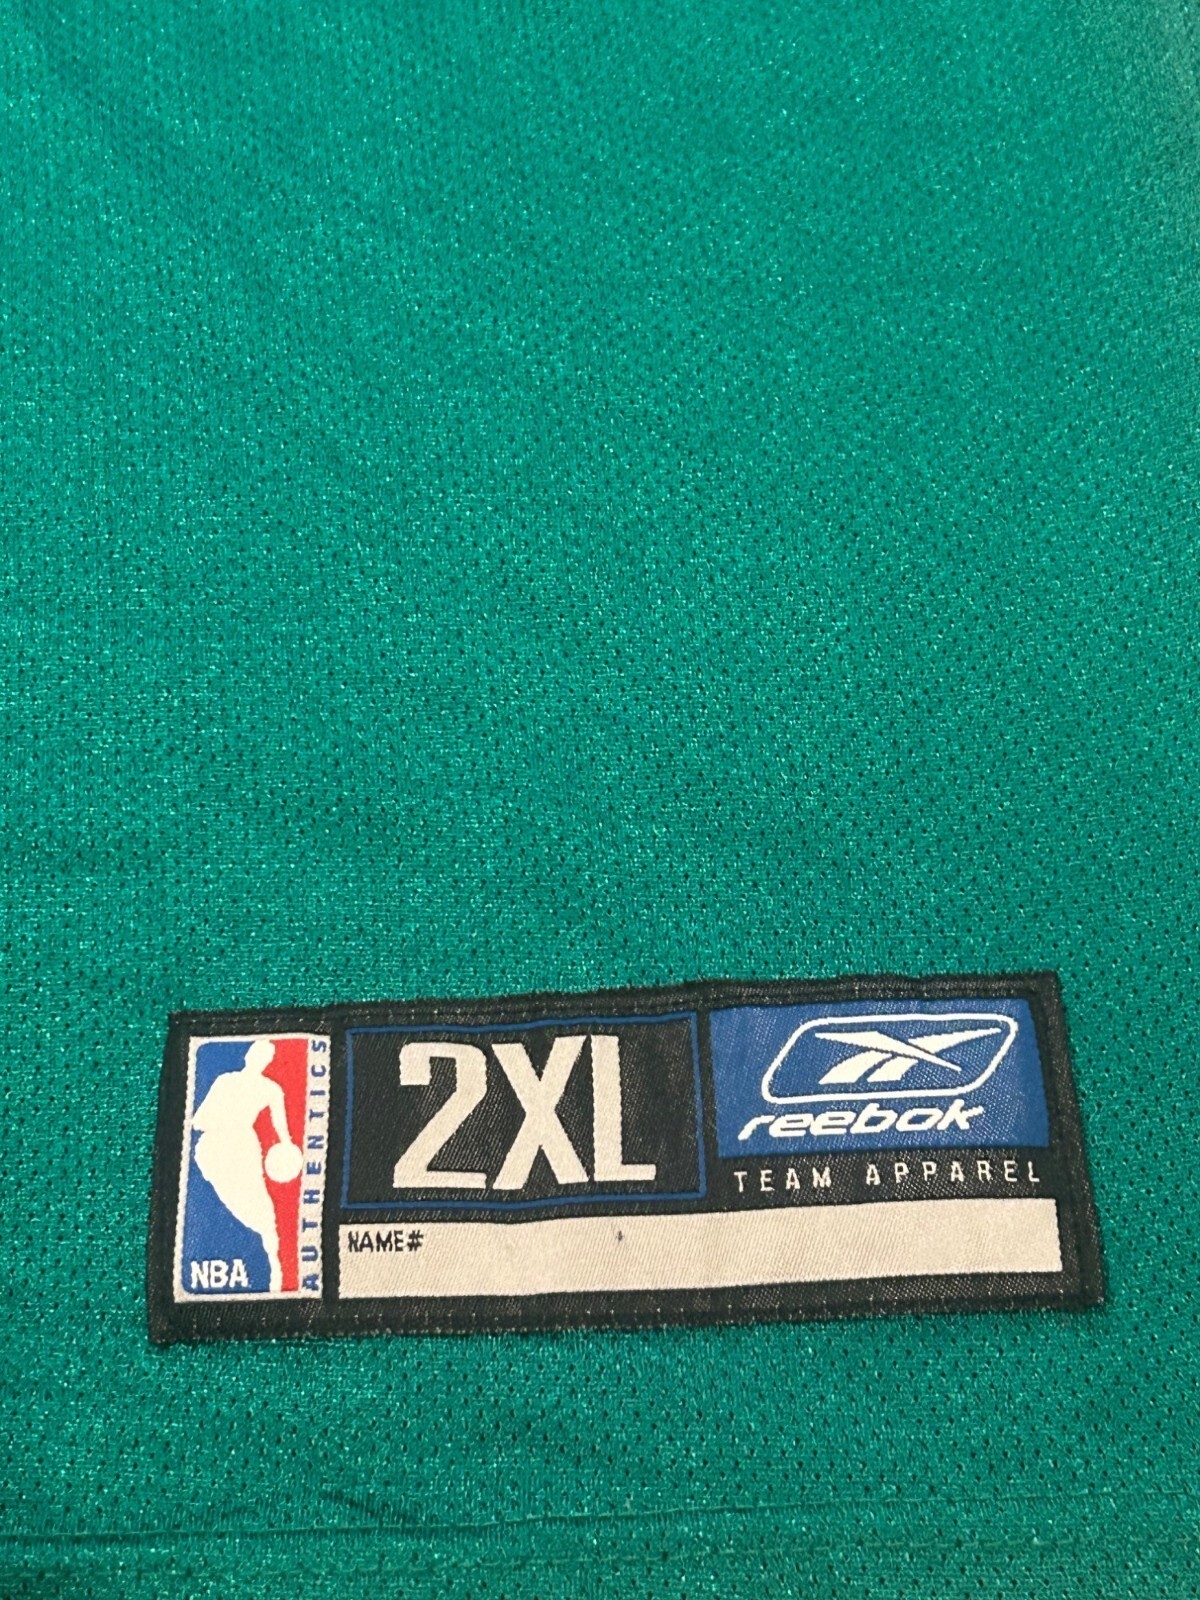 NBA
AUTHENTICS
2XL
reebok
TEAM APPAREL
NAME#